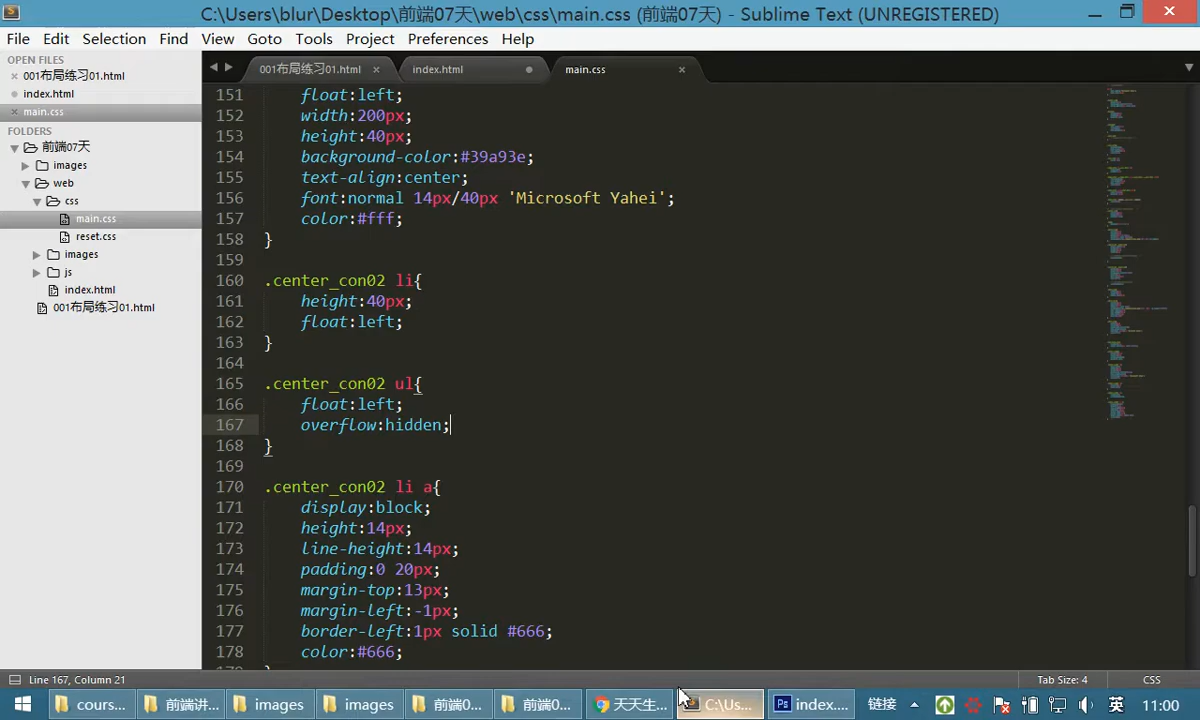 C:\Users\blur\Desktop\前端07天\web\css\main.css (前端07天) - Sublime Text (UNREGISTERED)
File Edit Selection Find View Goto Tools Project Preferences Help
OPEN FILES
001布局练习01.html
index.html
main.css
FOLDERS
前端07天
images
web
css
main.css
reset.css
images
js
index.html
001布局练习01.html
001布局练习01.html index.html main.css
151 float:left;
152 width:200px;
153 height:40px;
154 background-color:#39a93e;
155 text-align:center;
156 font:normal 14px/40px 'Microsoft Yahei';
157 color:#fff;
158 }
159
160 .center_con02 li{
161 height:40px;
162 float:left;
163 }
164
165 .center_con02 ul{
166 float:left;
167 overflow:hidden;
168 }
169
170 .center_con02 li a{
171 display:block;
172 height:14px;
173 line-height:14px;
174 padding:0 20px;
175 margin-top:13px;
176 margin-left:-1px;
177 border-left:1px solid #666;
178 color:#666;
Line 167, Column 21 Tab Size: 4 CSS
cours... 前端讲... images images 前端0... 前端0... 天天生... C:\Us... index.... 链接 英 11:00